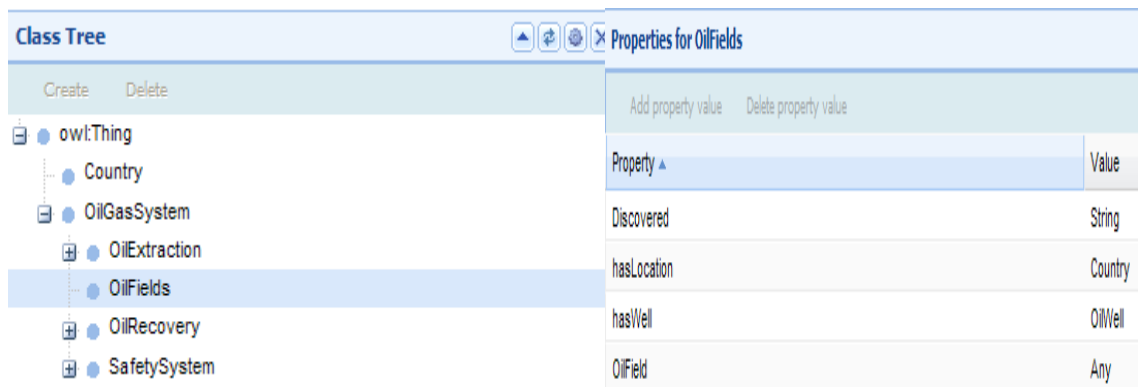 Class Tree
Create Delete
owl:Thing
Country
OilGasSystem
OilExtraction
OilFields
OilRecovery
SafetySystem
Properties for OilFields
Add property value Delete property value
Property Value
Discovered String
hasLocation Country
hasWell OilWell
OilField Any